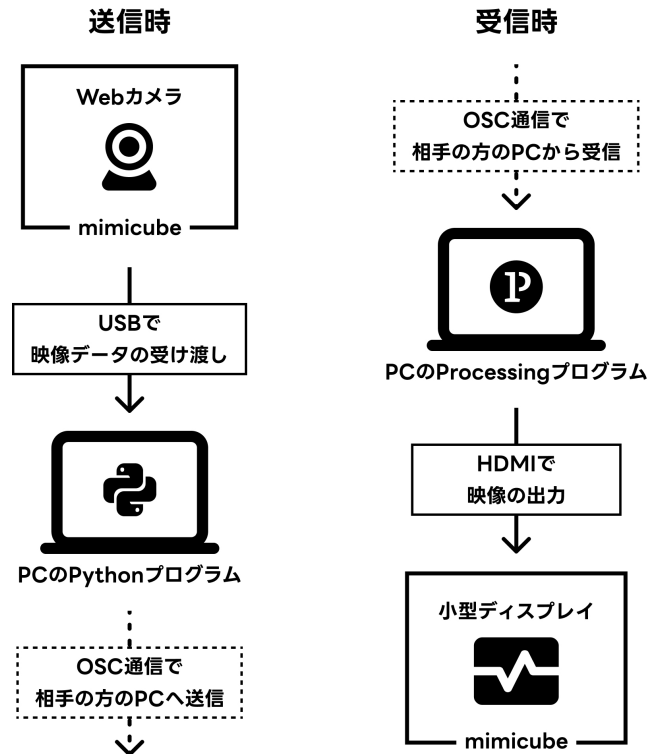 送信時
Webカメラ
mimicube
USBで
映像データの受け渡し
PCのPythonプログラム
OSC通信で
相手の方のPCへ送信
受信時
OSC通信で
相手の方のPCから受信
P
PCのProcessingプログラム
HDMIで
映像の出力
小型ディスプレイ
mimicube